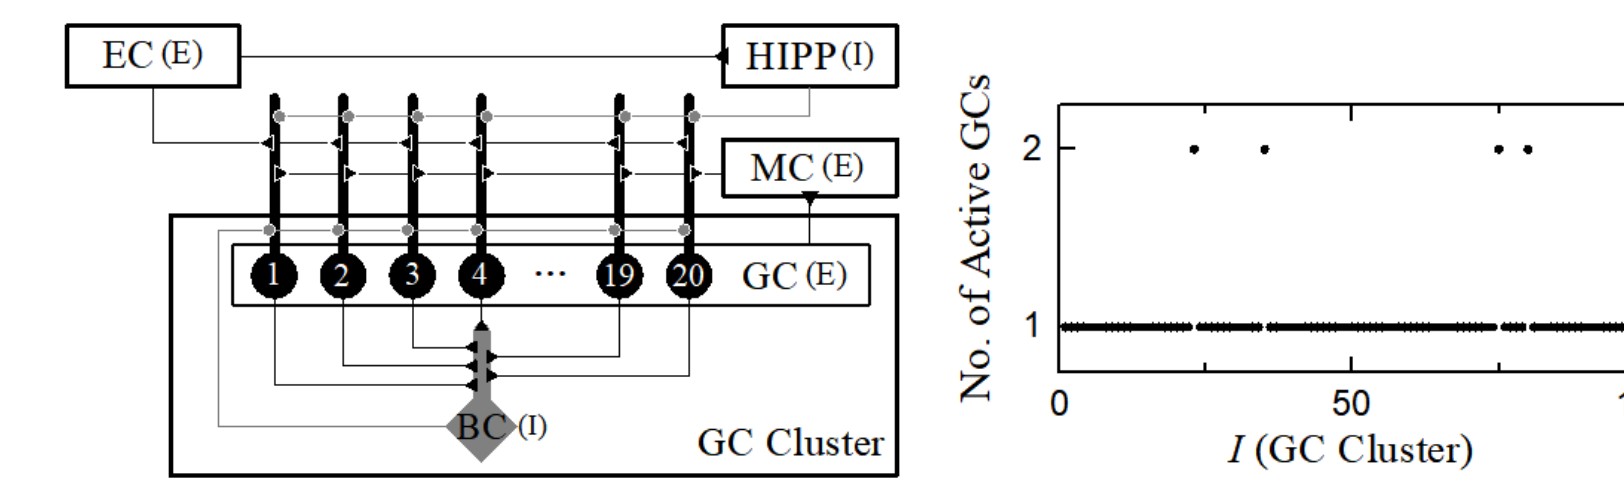 EC (E)
HIPP (I)
MC (E)
1 2 3 4 ... 19 20 GC (E)
BC (I)
GC Cluster
No. of Active GCs
2
1
0 50 1
I (GC Cluster)